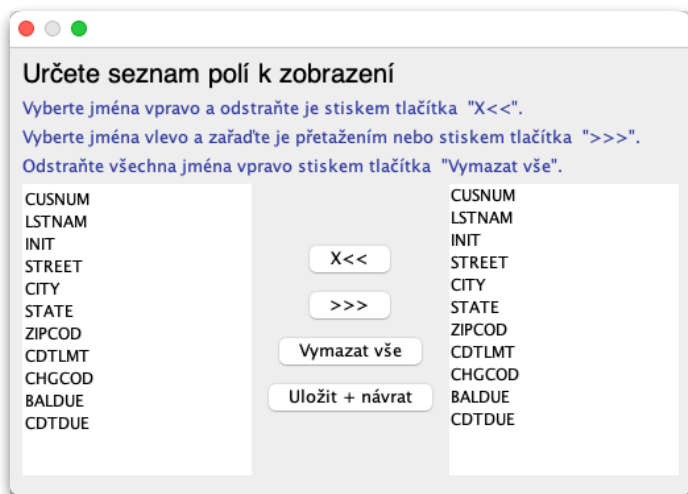 Určete seznam polí k zobrazení
Vyberte jména vpravo a odstraňte je stiskem tlačítka "X<<".
Vyberte jména vlevo a zařaďte je přetažením nebo stiskem tlačítka ">>>".
Odstraňte všechna jména vpravo stiskem tlačítka "Vymazat vše".
CUSNUM
LSTNAM
INIT
STREET
CITY
STATE
ZIPCOD
CDTLMT
CHGCOD
BALDUE
CDTDUE
X<<
>>>
Vymazat vše
Uložit + návrat
CUSNUM
LSTNAM
INIT
STREET
CITY
STATE
ZIPCOD
CDTLMT
CHGCOD
BALDUE
CDTDUE